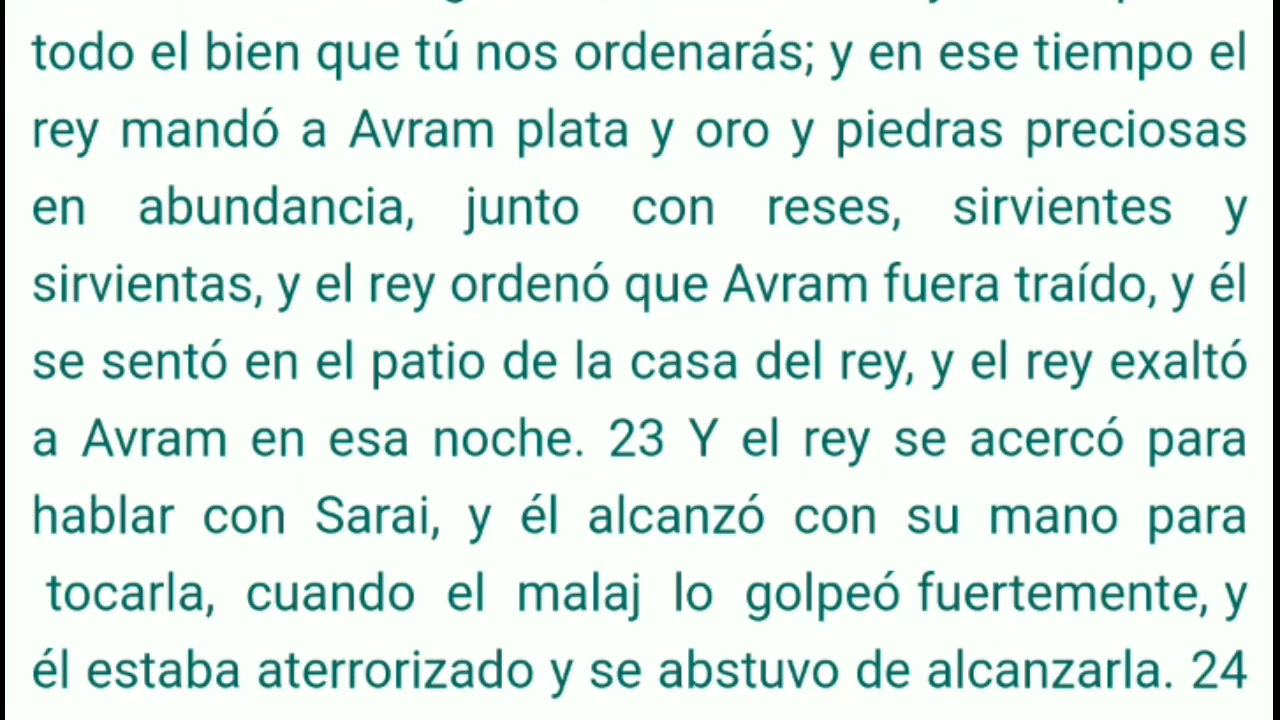 todo el bien que tú nos ordenarás; y en ese tiempo el
rey mandó a Avram plata y oro y piedras preciosas
en abundancia, junto con reses, sirvientes y
sirvientas, y el rey ordenó que Avram fuera traído, y él
se sentó en el patio de la casa del rey, y el rey exaltó
a Avram en esa noche. 23 Y el rey se acercó para
hablar con Sarai, y él alcanzó con su mano para
tocarla, cuando el malaj lo golpeó fuertemente, y
él estaba aterrorizado y se abstuvo de alcanzarla. 24